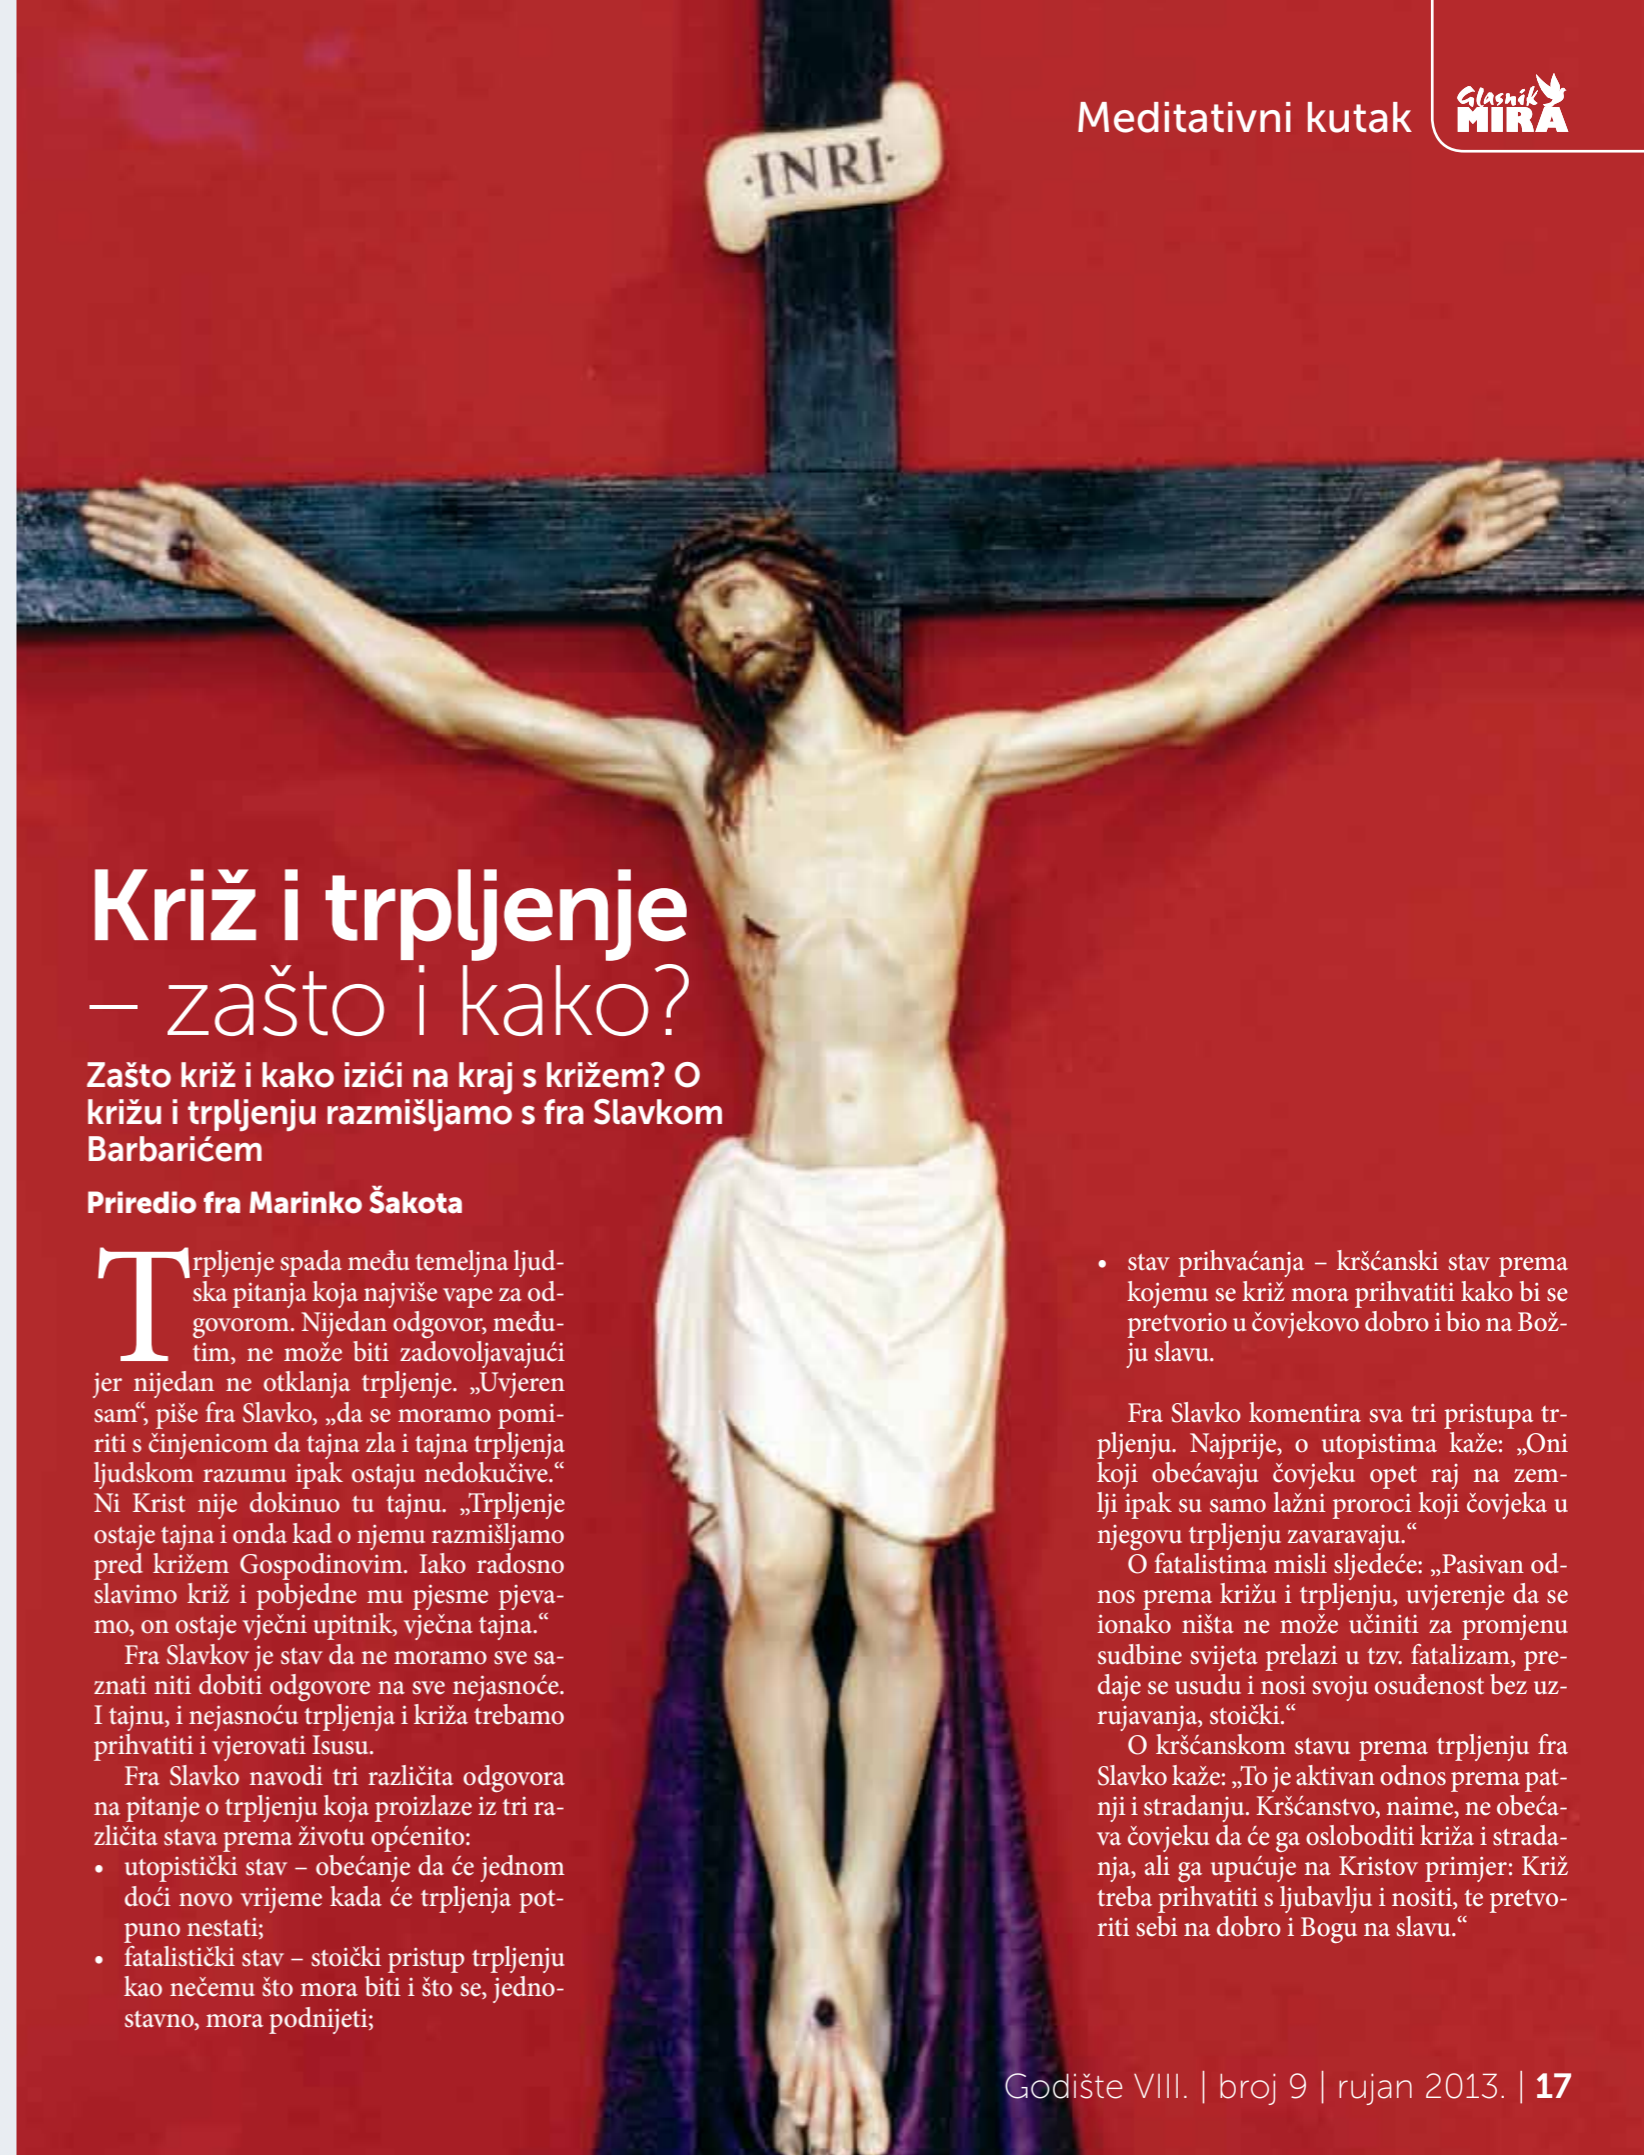 Meditativni kutak
Glasnik
MIRA
·INRI·
Križ i trpljenje
– zašto i kako?
Zašto križ i kako izići na kraj s križem? O
križu i trpljenju razmišljamo s fra Slavkom
Barbarićem
Priredio fra Marinko Šakota
Trpljenje spada među temeljna ljud-
ska pitanja koja najviše vape za od-
govorom. Nijedan odgovor, među-
tim, ne može biti zadovoljavajući
jer nijedan ne otklanja trpljenje. „Uvjeren
sam“, piše fra Slavko, „da se moramo pomi-
riti s činjenicom da tajna zla i tajna trpljenja
ljudskom razumu ipak ostaju nedokučive.“
Ni Krist nije dokinuo tu tajnu. „Trpljenje
ostaje tajna i onda kad o njemu razmišljamo
pred križem Gospodinovim. Iako radosno
slavimo križ i pobjedne mu pjesme pjeva-
mo, on ostaje vječni upitnik, vječna tajna.“
Fra Slavkov je stav da ne moramo sve sa-
znati niti dobiti odgovore na sve nejasnoće.
I tajnu, i nejasnoću trpljenja i križa trebamo
prihvatiti i vjerovati Isusu.
Fra Slavko navodi tri različita odgovora
na pitanje o trpljenju koja proizlaze iz tri ra-
zličita stava prema životu općenito:
• utopistički stav – obećanje da će jednom
doći novo vrijeme kada će trpljenja pot-
puno nestati;
• fatalistički stav – stoički pristup trpljenju
kao nečemu što mora biti i što se, jedno-
stavno, mora podnijeti;
• stav prihvaćanja – kršćanski stav prema
kojemu se križ mora prihvatiti kako bi se
pretvorio u čovjekovo dobro i bio na Bož-
ju slavu.
Fra Slavko komentira sva tri pristupa tr-
pljenju. Najprije, o utopistima kaže: „Oni
koji obećavaju čovjeku opet raj na zem-
lji ipak su samo lažni proroci koji čovjeka u
njegovu trpljenju zavaravaju.“
O fatalistima misli sljedeće: „Pasivan od-
nos prema križu i trpljenju, uvjerenje da se
ionako ništa ne može učiniti za promjenu
sudbine svijeta prelazi u tzv. fatalizam, pre-
daje se usudu i nosi svoju osuđenost bez uz-
rujavanja, stoički.“
O kršćanskom stavu prema trpljenju fra
Slavko kaže: „To je aktivan odnos prema pat-
nji i stradanju. Kršćanstvo, naime, ne obeća-
va čovjeku da će ga osloboditi križa i strada-
nja, ali ga upućuje na Kristov primjer: Križ
treba prihvatiti s ljubavlju i nositi, te pretvo-
riti sebi na dobro i Bogu na slavu.“
Godište VIII. | broj 9 | rujan 2013. | 17